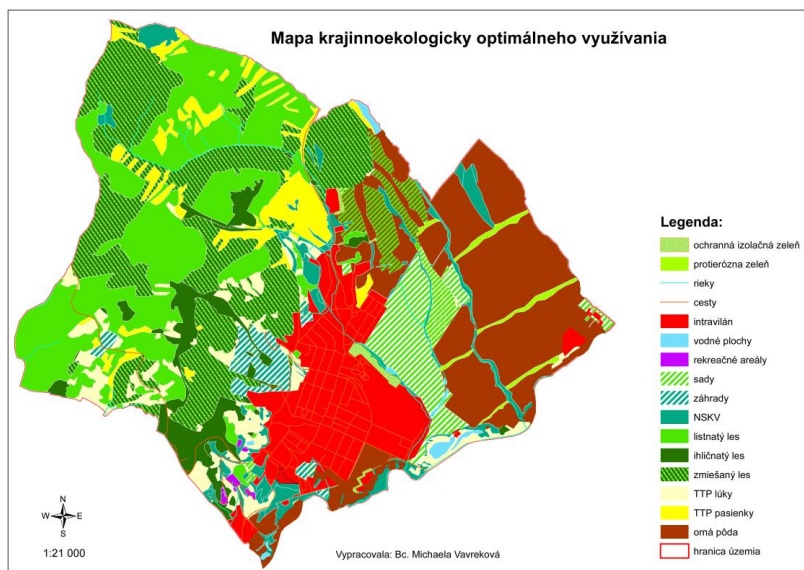 Mapa krajinnoekologicky optimálneho využívania
Legenda:
ochranná izolačná zeleň
protierózna zeleň
rieky
cesty
intravilán
vodné plochy
rekreačné areály
sady
záhrady
NSKV
listnatý les
ihličnatý les
zmiešaný les
TTP lúky
TTP pasienky
orná pôda
hranica územia
N
W E
S
1:21 000
Vypracovala: Bc. Michaela Vavreková